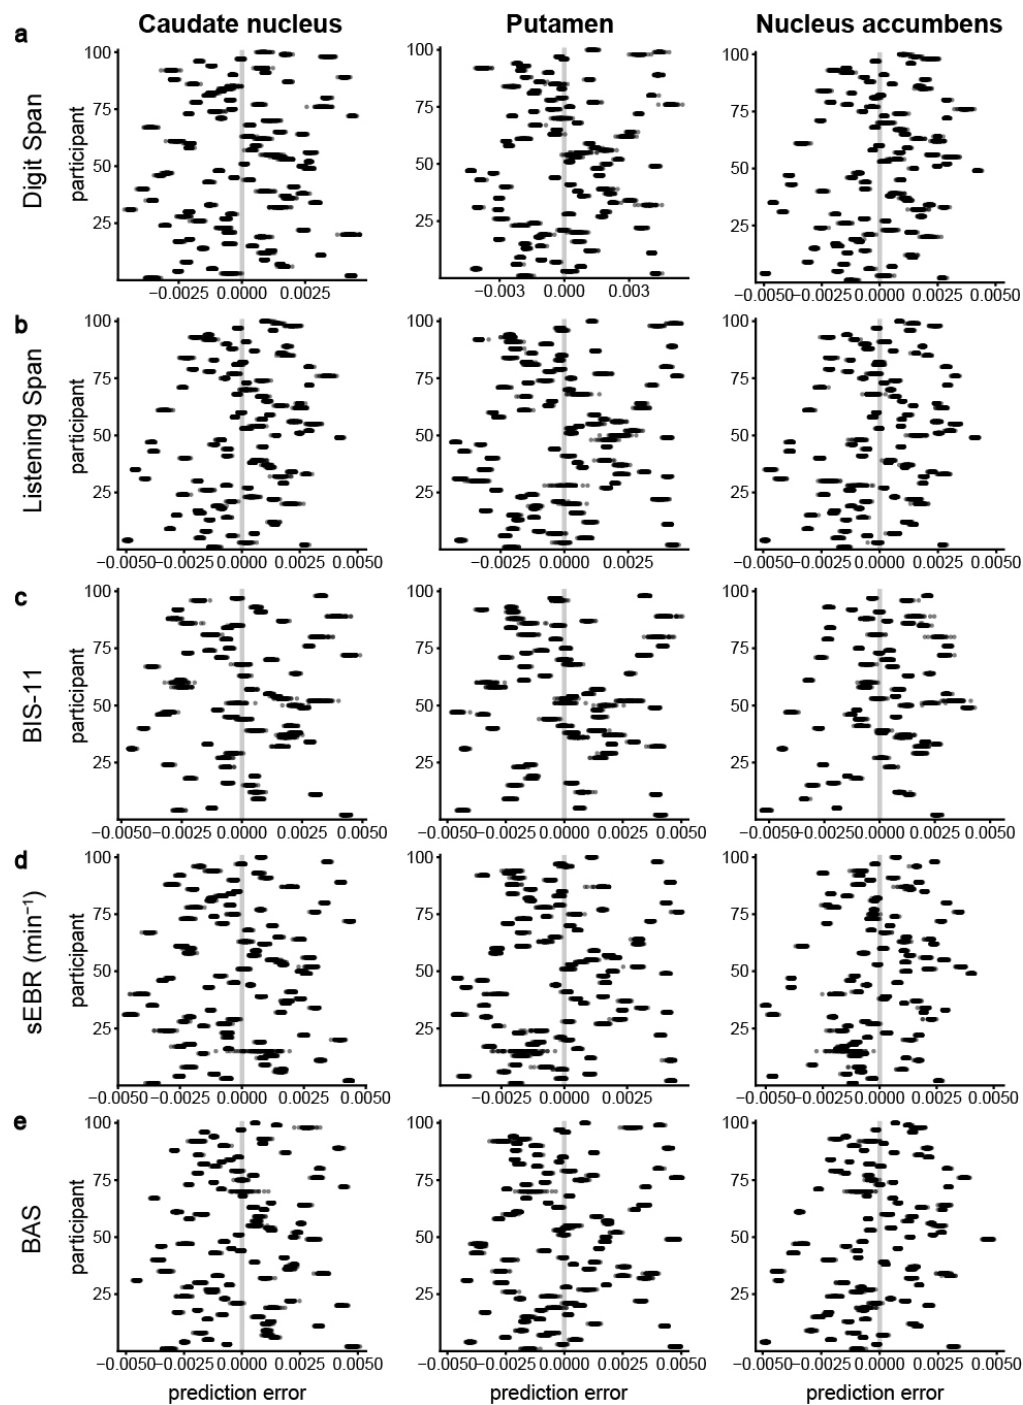 Caudate nucleus Putamen Nucleus accumbens
a
Digit Span
participant
100 75 50 25
100 75 50 25
100 75 50 25
−0.0025 0.0000 0.0025
−0.003 0.000 0.003
−0.0050 −0.0025 0.0000 0.0025 0.0050
b
Listening Span
participant
100 75 50 25
100 75 50 25
100 75 50 25
−0.0050 −0.0025 0.0000 0.0025 0.0050
−0.0025 0.0000 0.0025
−0.0050 −0.0025 0.0000 0.0025 0.0050
c
BIS-11
participant
100 75 50 25
100 75 50 25
100 75 50 25
−0.0050 −0.0025 0.0000 0.0025 0.0050
−0.0050 −0.0025 0.0000 0.0025 0.0050
−0.0050 −0.0025 0.0000 0.0025 0.0050
d
sEBR (min⁻¹)
participant
100 75 50 25
100 75 50 25
100 75 50 25
−0.0050 −0.0025 0.0000 0.0025 0.0050
−0.0025 0.0000 0.0025
−0.0050 −0.0025 0.0000 0.0025 0.0050
e
BAS
participant
100 75 50 25
100 75 50 25
100 75 50 25
−0.0050 −0.0025 0.0000 0.0025 0.0050
−0.0050 −0.0025 0.0000 0.0025 0.0050
−0.0050 −0.0025 0.0000 0.0025 0.0050
prediction error prediction error prediction error